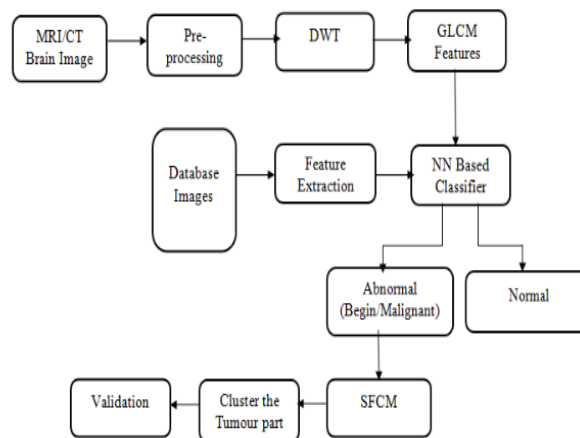 MRI/CT
Brain Image
Pre-
processing
DWT
GLCM
Features
Database
Images
Feature
Extraction
NN Based
Classifier
Abnormal
(Begin/Malignant)
Normal
Validation
Cluster the
Tumour part
SFCM